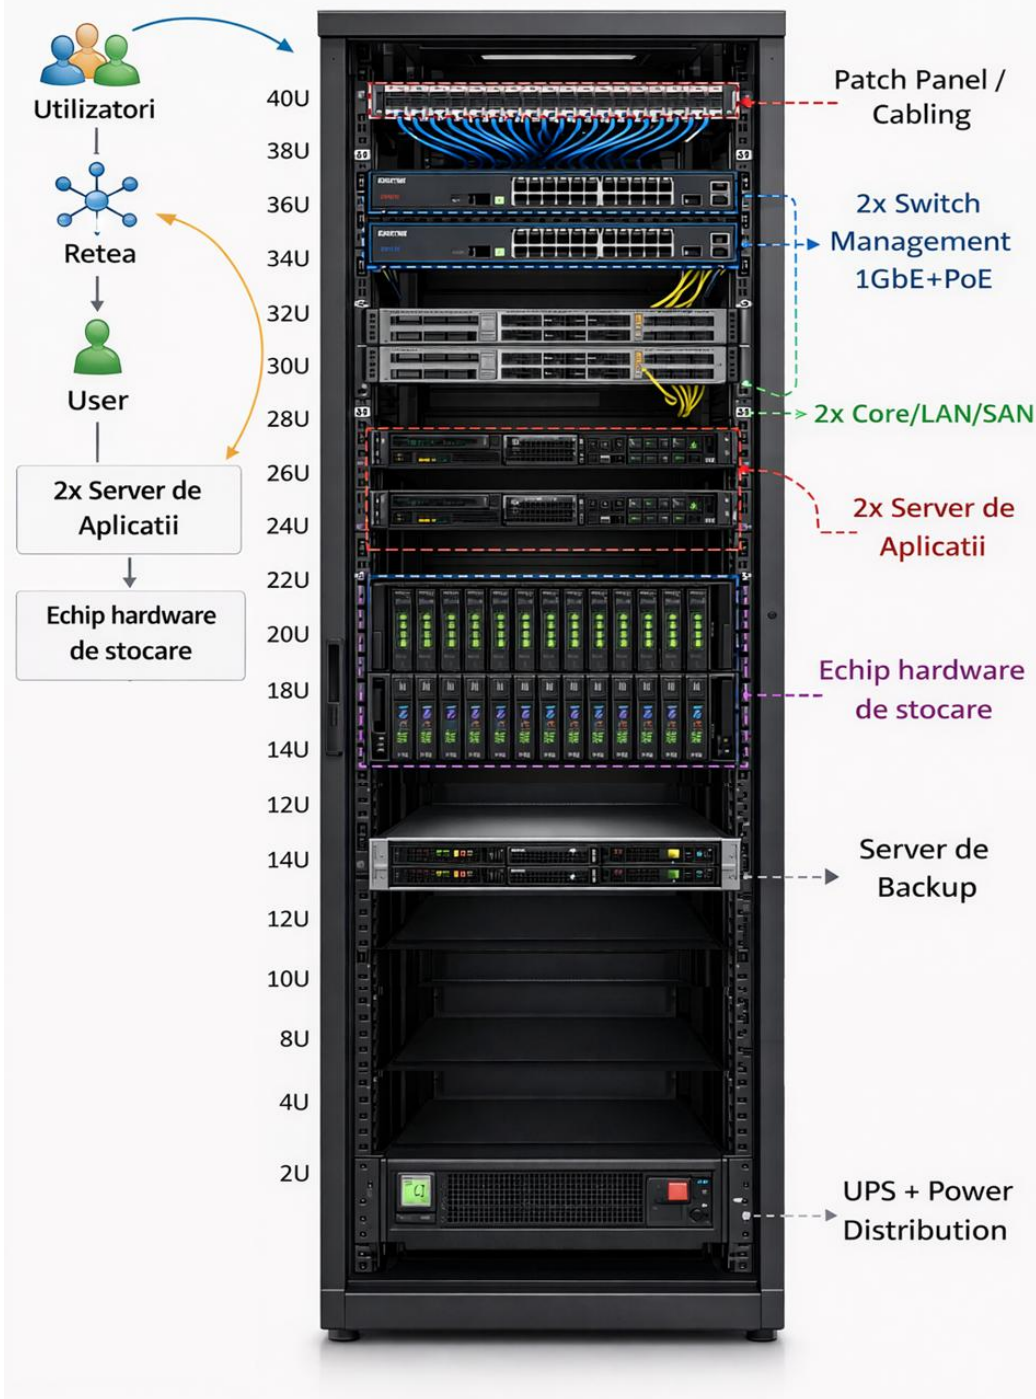 Utilizatori
Retea
User
2x Server de
Aplicatii
Echip hardware
de stocare
40U
38U
36U
34U
32U
30U
28U
26U
24U
22U
20U
18U
14U
12U
14U
12U
10U
8U
4U
2U
Patch Panel /
Cabling
2x Switch
Management
1GbE+PoE
2x Core/LAN/SAN
2x Server de
Aplicatii
Echip hardware
de stocare
Server de
Backup
UPS + Power
Distribution